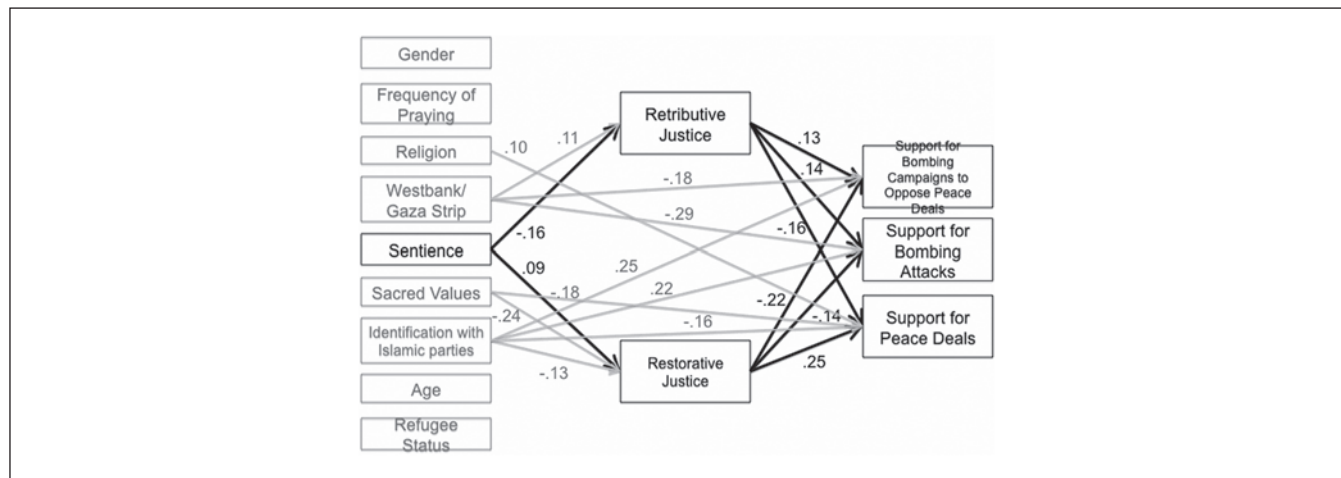 Gender
Frequency of
Praying
Religion
Westbank/
Gaza Strip
Sentience
Sacred Values
Identification with
Islamic parties
Age
Refugee
Status
.10
.11
-.18
-.29
-.16
.09
.25
.22
-.18
-.24
-.16
-.13
Retributive
Justice
Restorative
Justice
.13
.14
-.16
-.22
-.14
.25
Support for
Bombing
Campaigns to
Oppose Peace
Deals
Support for
Bombing
Attacks
Support for
Peace Deals